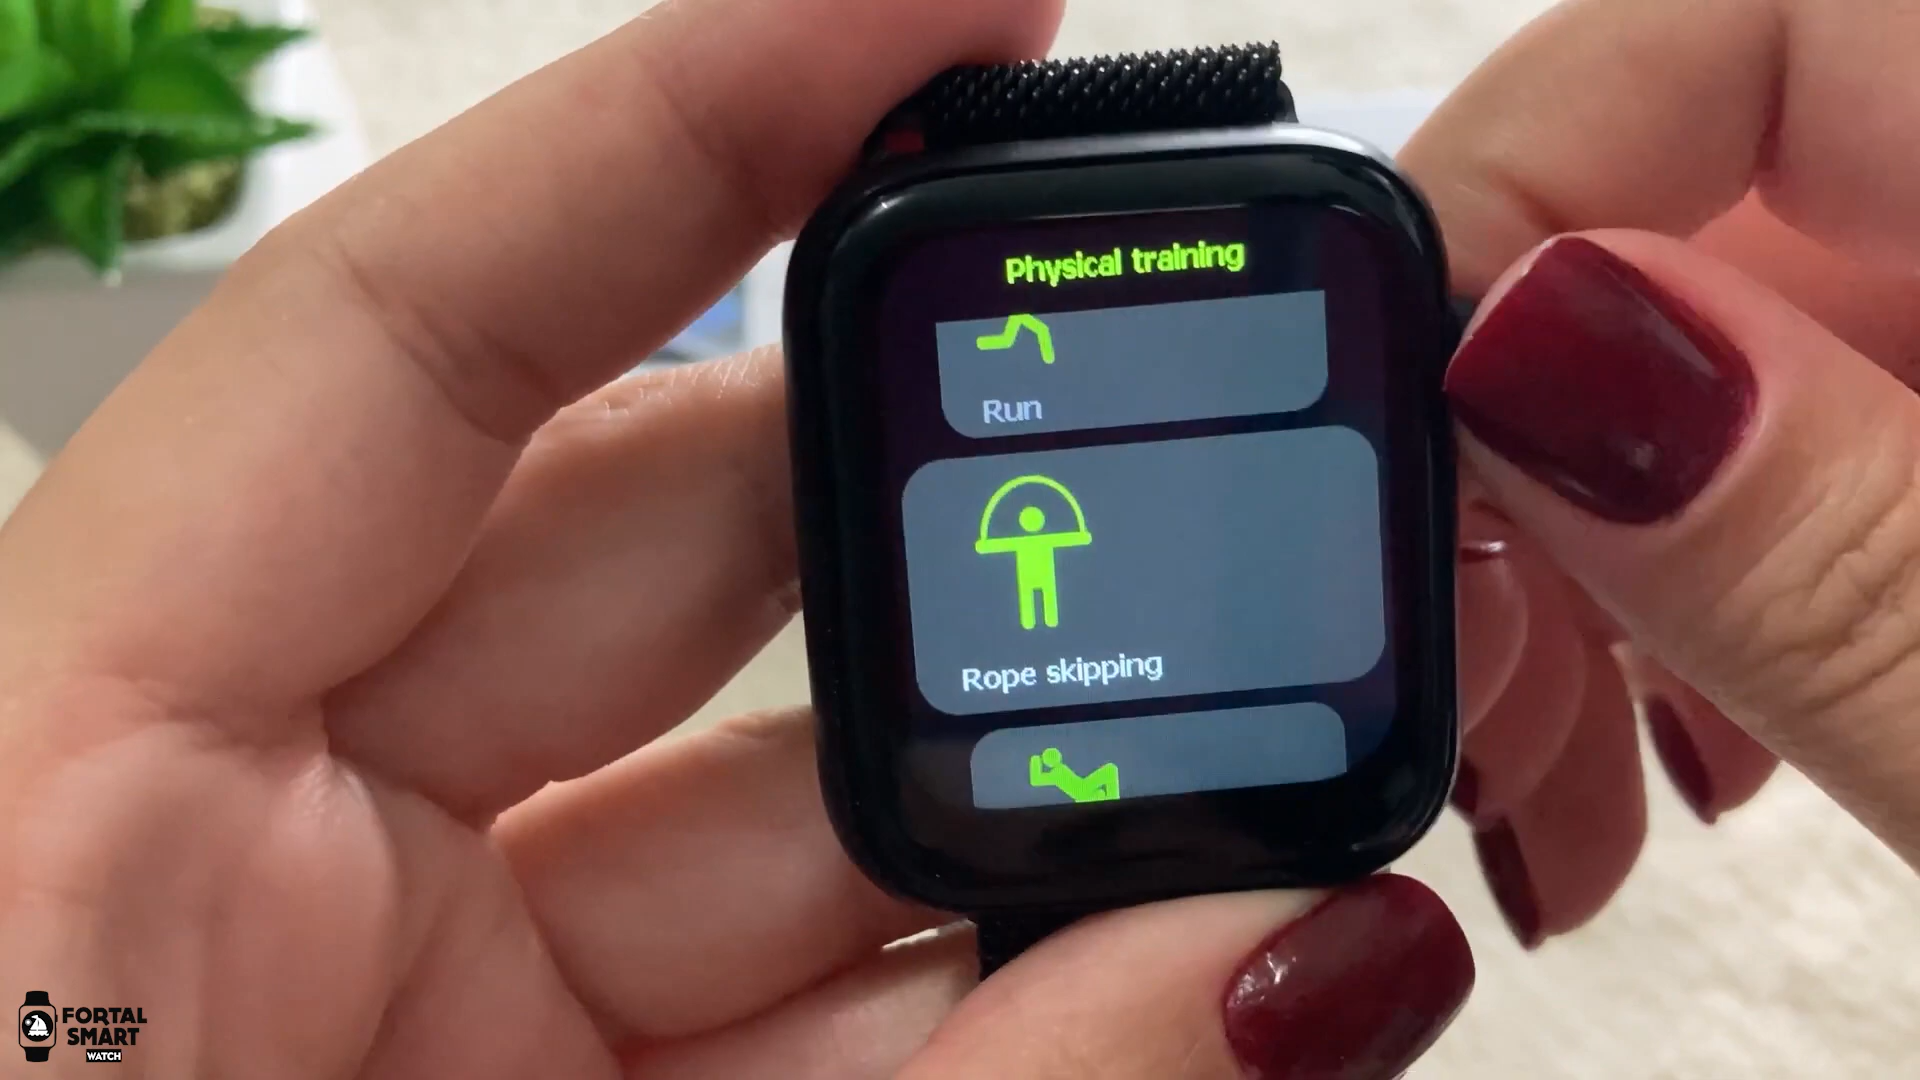 Physical training
Run
Rope skipping
FORTAL
SMART
WATCH